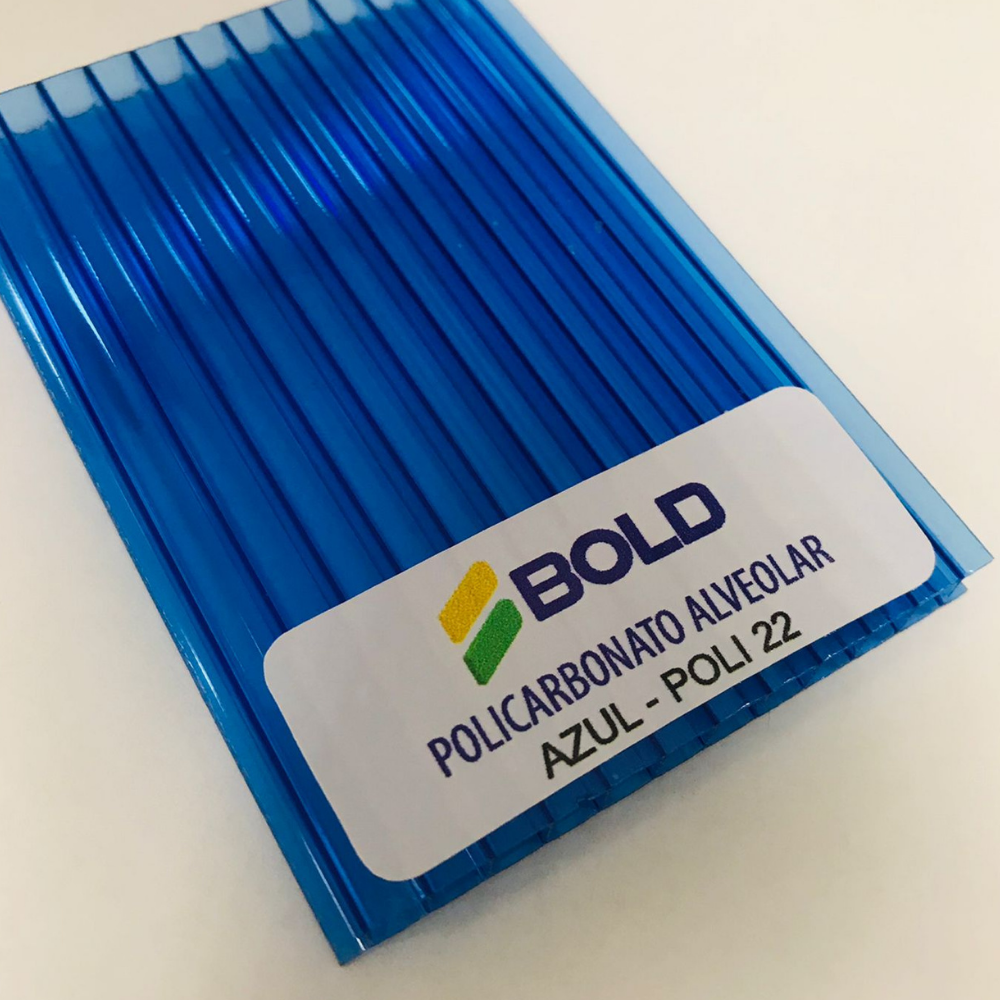 BOLD
POLICARBONATO ALVEOLAR
AZUL - POLI 22